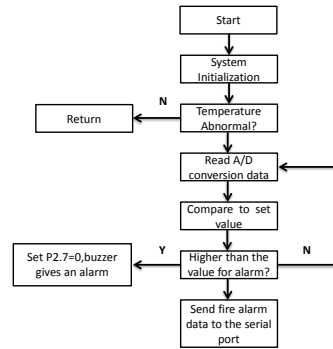 Start
System
Initialization
N
Return
Temperature
Abnormal?
Read A/D
conversion data
Compare to set
value
Set P2.7=0,buzzer
gives an alarm
Y
Higher than the
value for alarm?
N
Send fire alarm
data to the serial
port